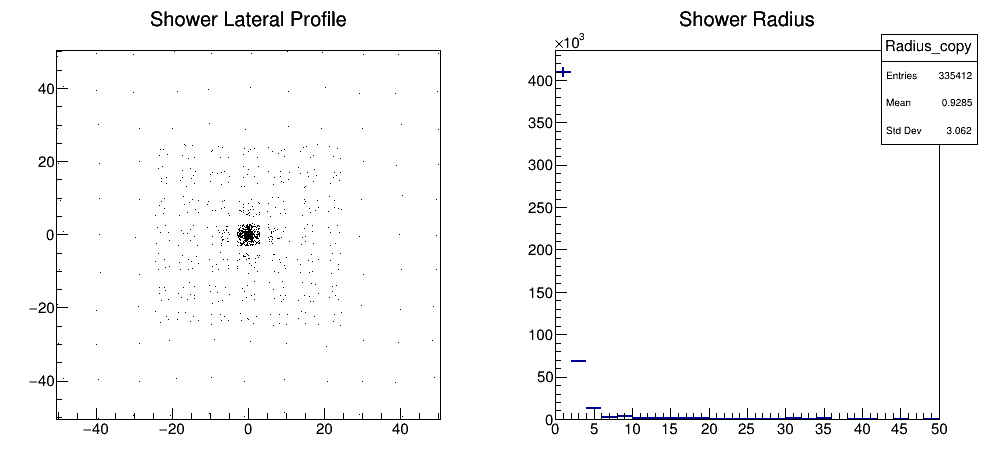 Shower Lateral Profile
40
20
0
−20
−40
−40 −20 0 20 40
Shower Radius
×10³
Radius_copy
Entries 335412
Mean 0.9285
Std Dev 3.062
400
350
300
250
200
150
100
50
0
0 5 10 15 20 25 30 35 40 45 50